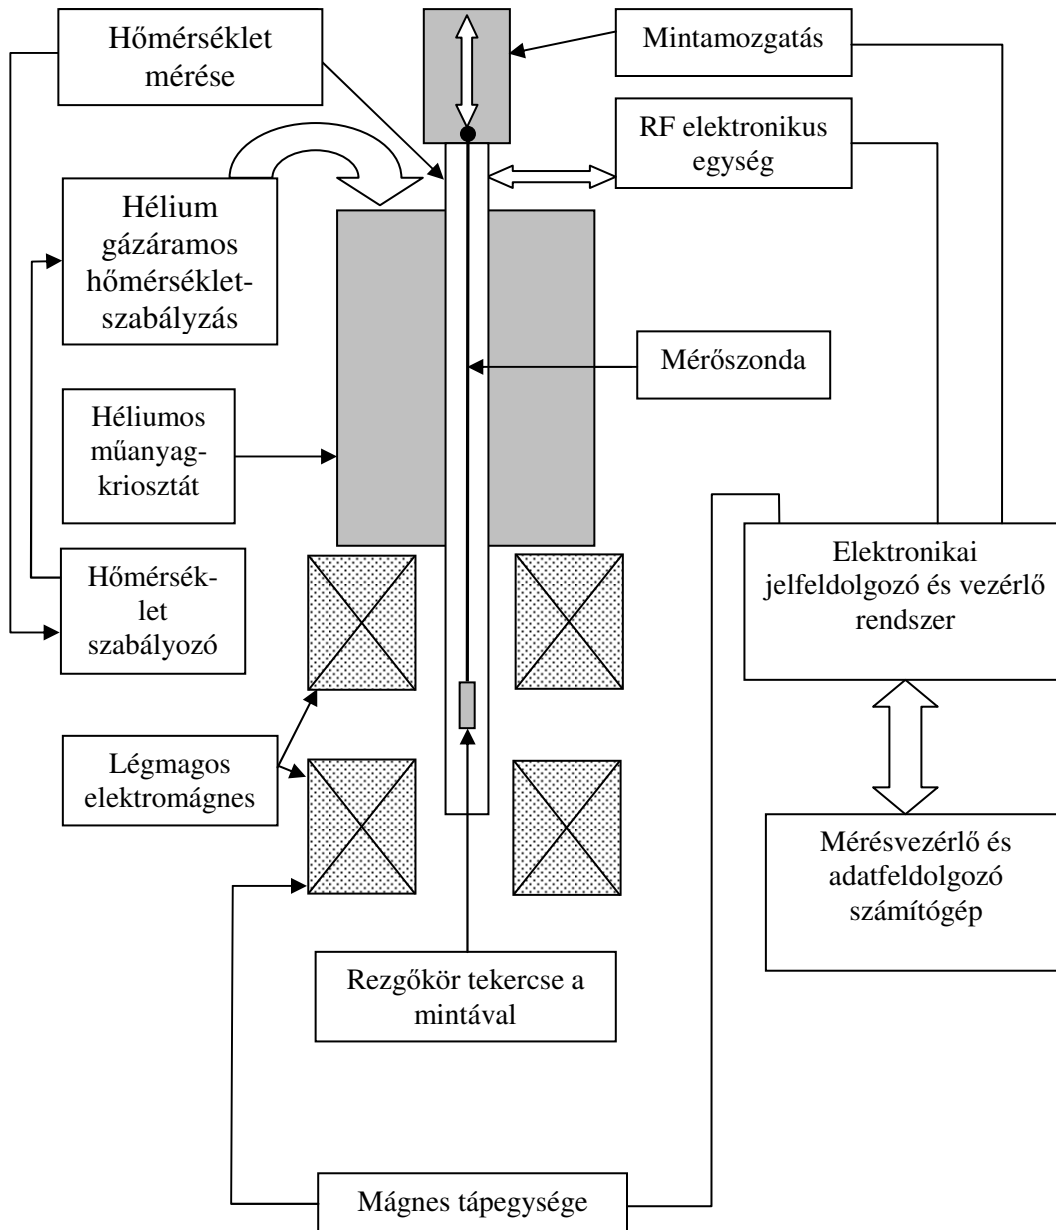 Hőmérséklet
mérése
Mintamozgatás
RF elektronikus
egység
Hélium
gázáramos
hőmérséklet-
szabályzás
Mérőszonda
Héliumos
műanyag-
kriosztát
Hőmérsék-
let
szabályozó
Elektronikai
jelfeldolgozó és vezérlő
rendszer
Légmagos
elektromágnes
Mérésvezérlő és
adatfeldolgozó
számítógép
Rezgőkör tekercse a
mintával
Mágnes tápegysége